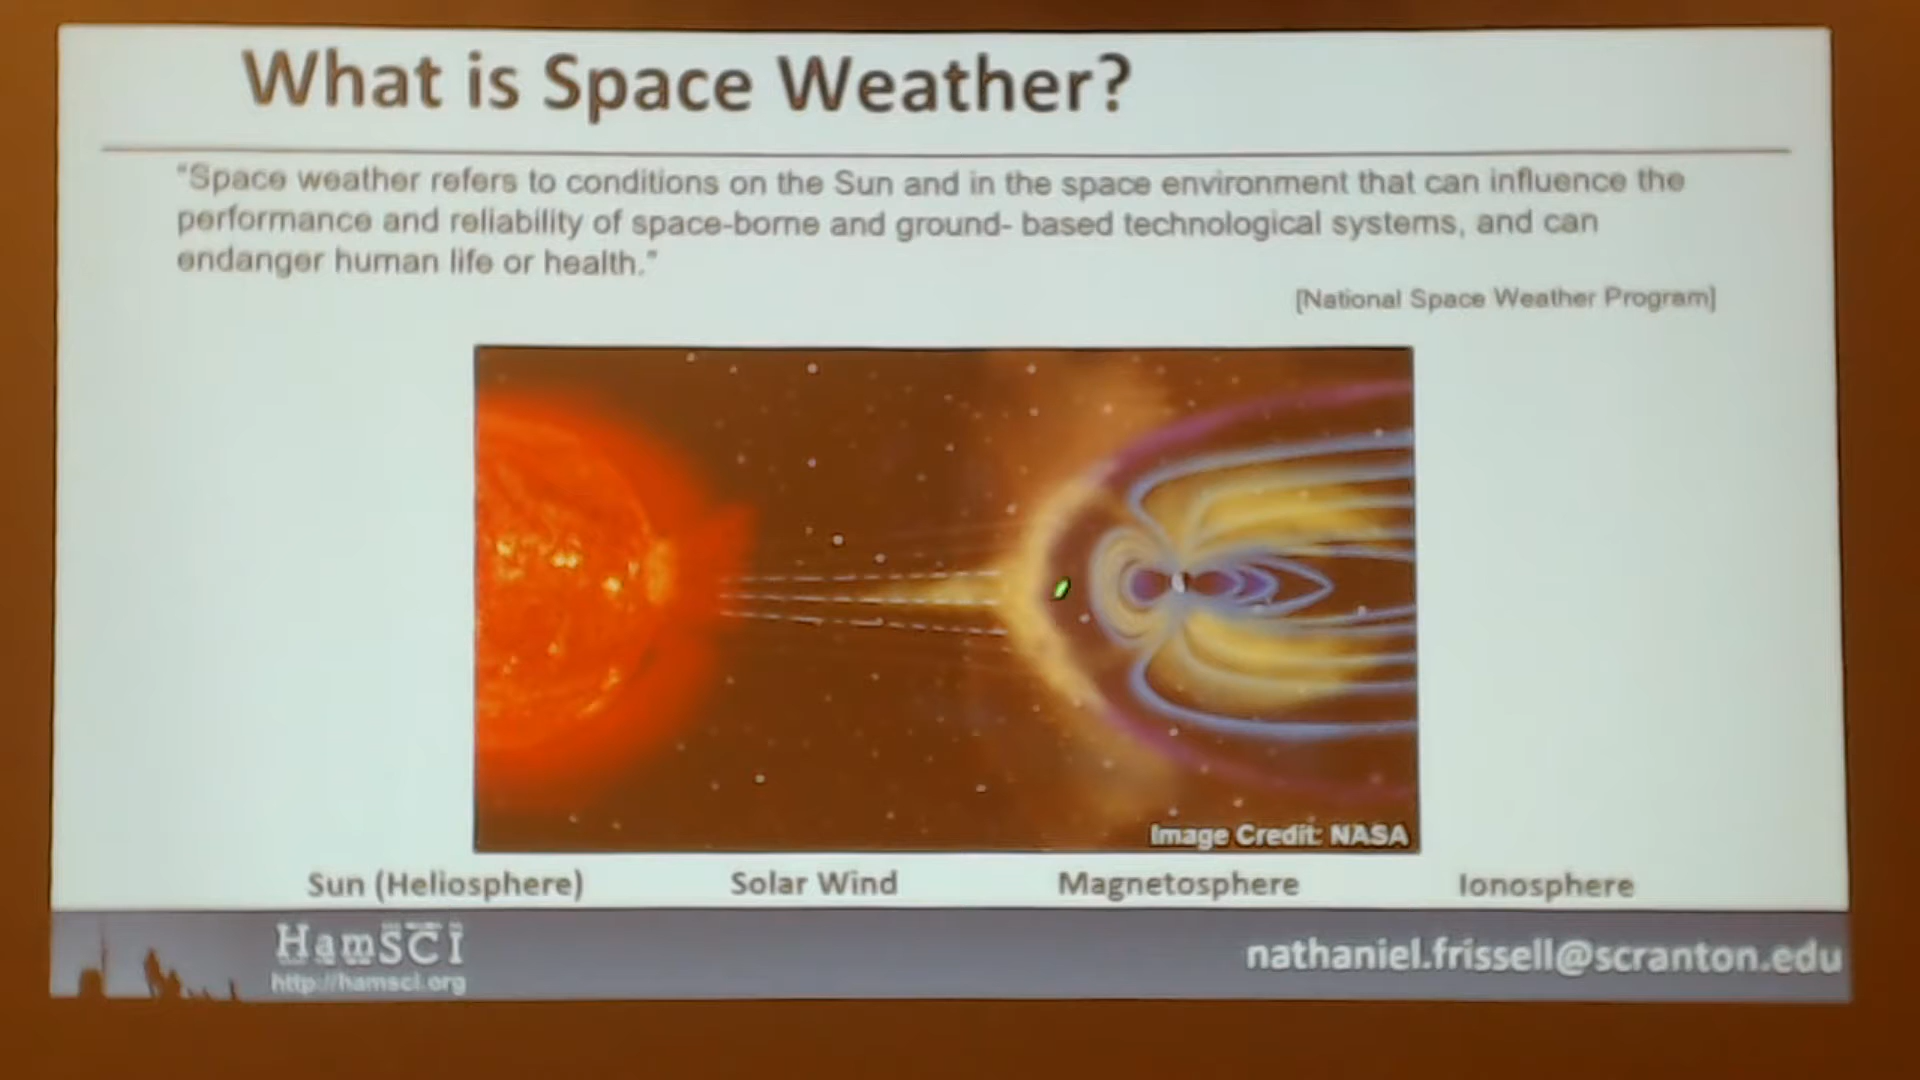 What is Space Weather?
"Space weather refers to conditions on the Sun and in the space environment that can influence the
performance and reliability of space-borne and ground- based technological systems, and can
endanger human life or health."
[National Space Weather Program]
Image Credit: NASA
Sun (Heliosphere) Solar Wind Magnetosphere Ionosphere
HamSCI
http://hamsci.org
nathaniel.frissell@scranton.edu